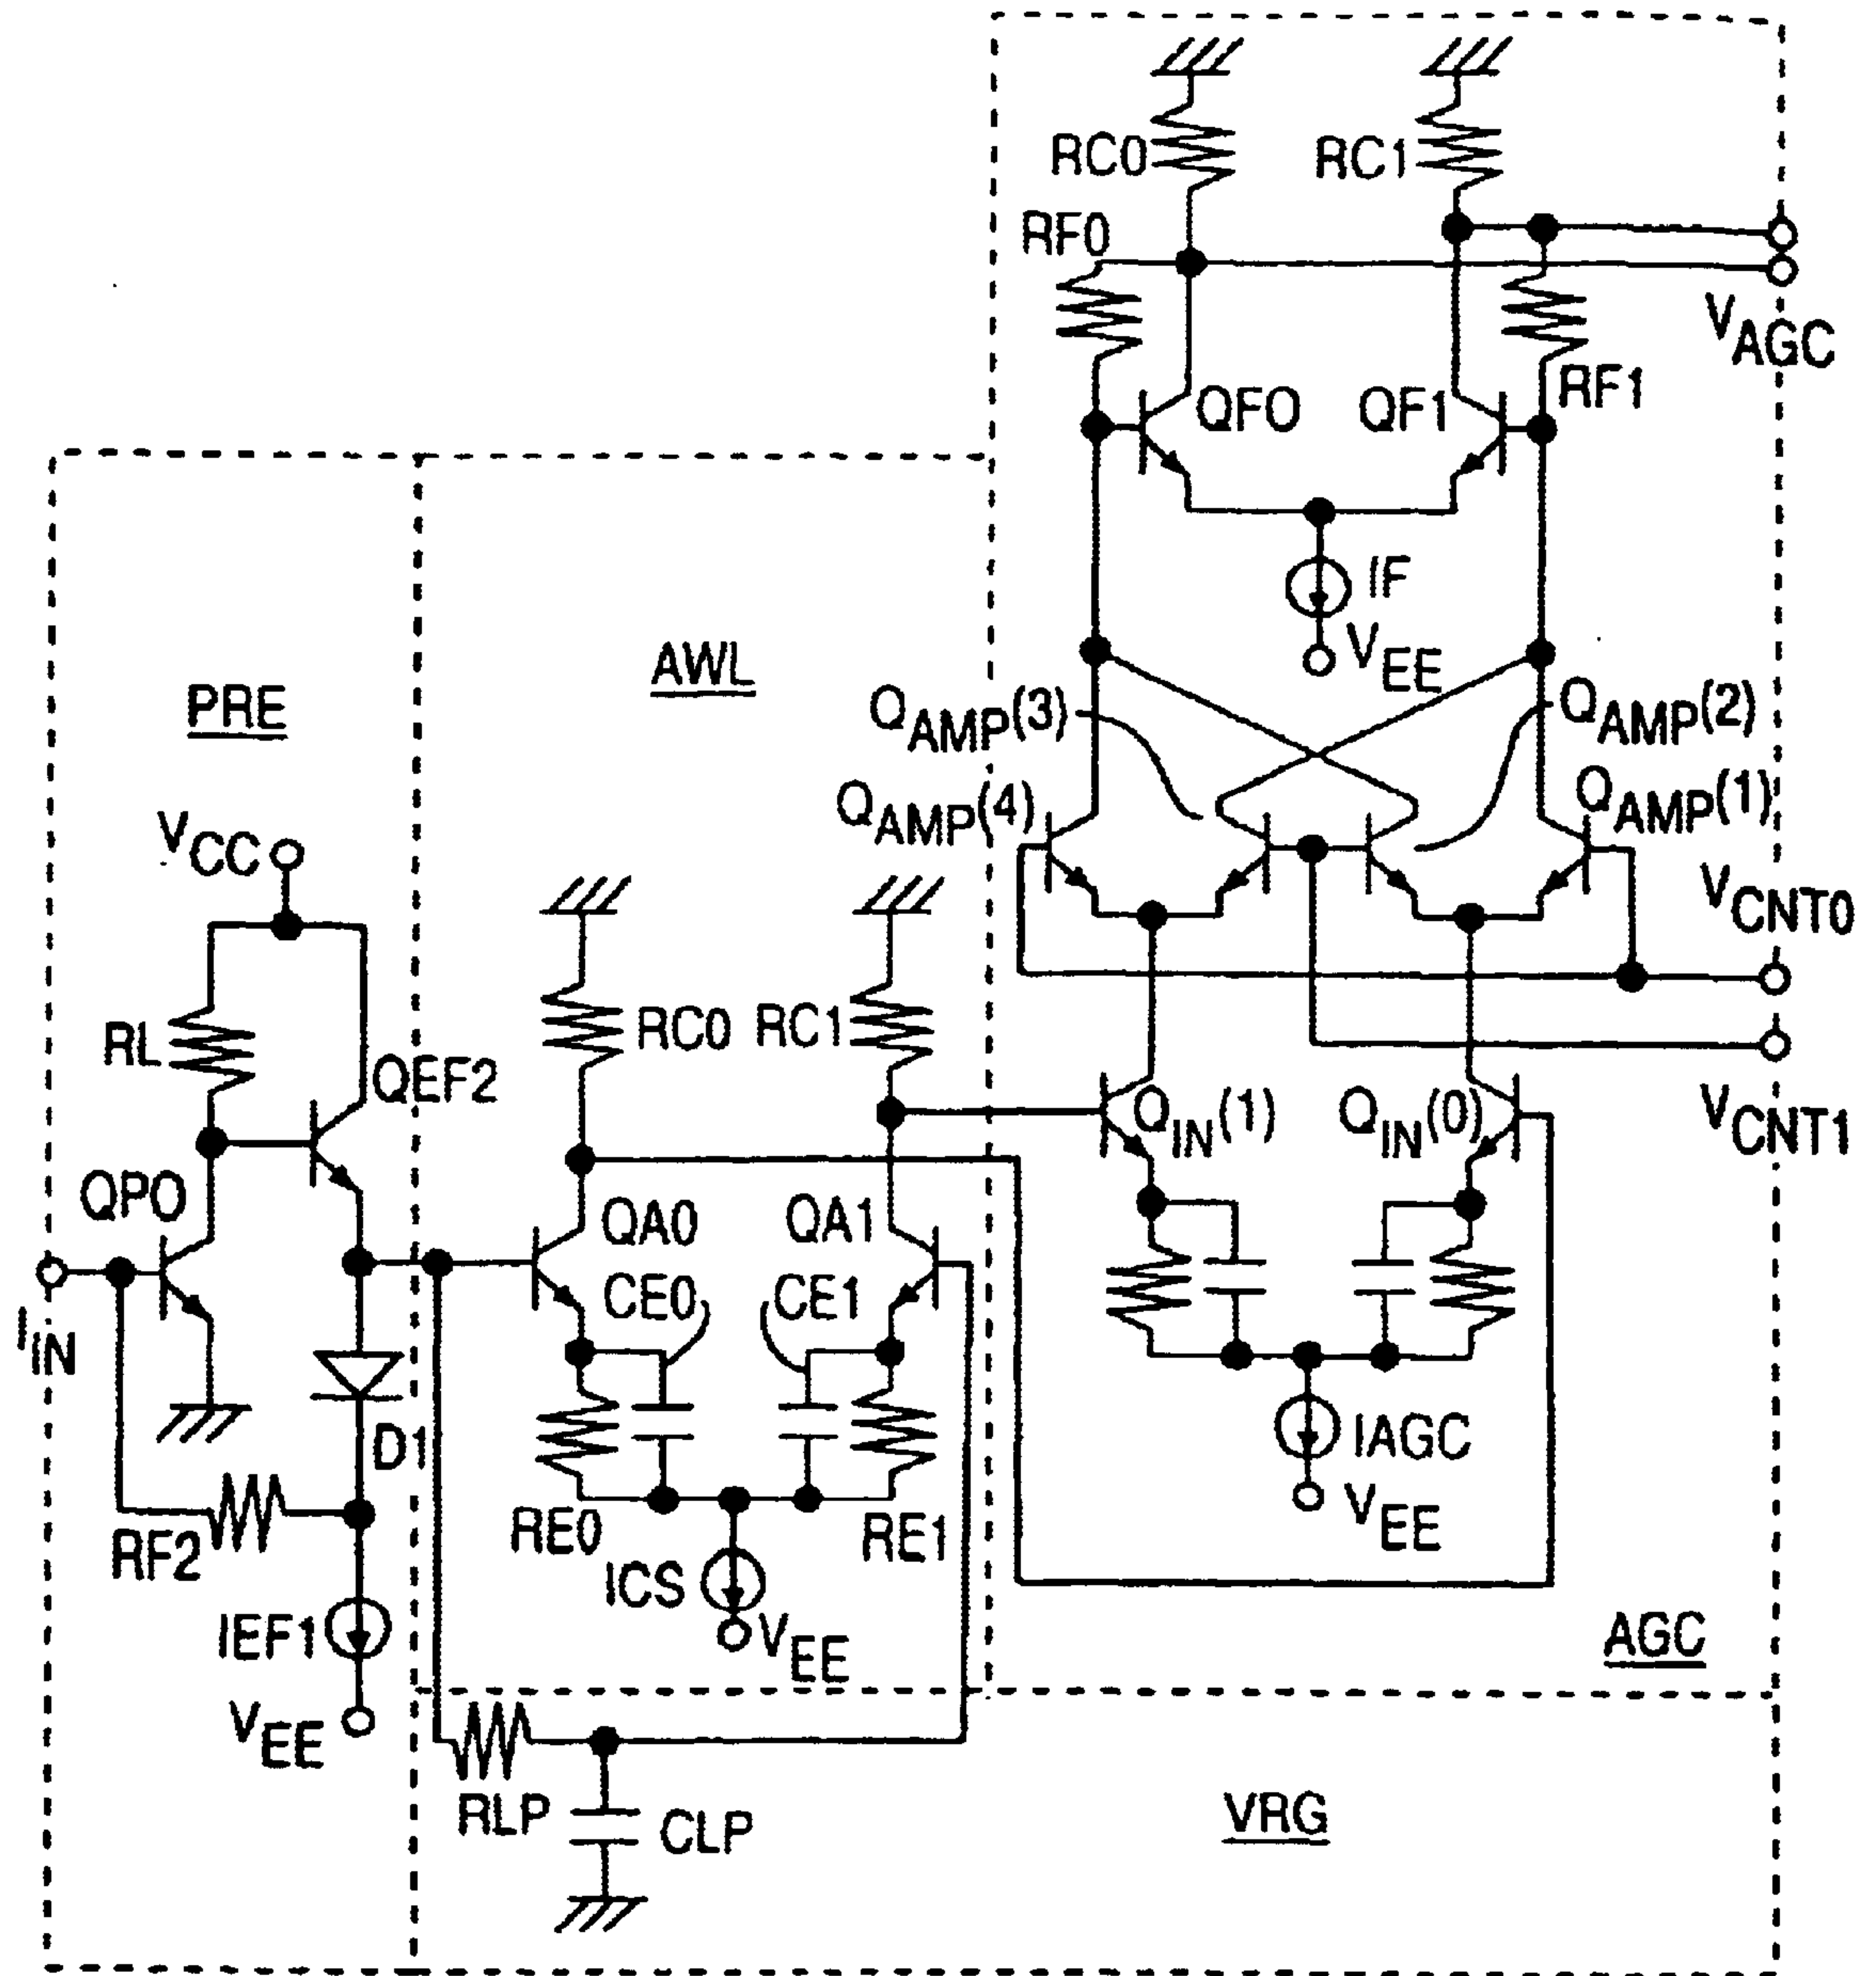 RC0
RC1
RF0
VAGC
QFO
QF1
RF1
IF
VEE
AWL
PRE
QAMP(3)
QAMP(2)
QAMP(4)
QAMP(1)
VCC
VCNT0
RL
RC0
RC1
QEF2
QIN(1)
QIN(0)
VCNT1
QPO
QA0
QA1
CE0
CE1
IIN
D1
IAGC
VEE
RE0
RE1
RF2
ICS
IEF1
VEE
AGC
VEE
RLP
CLP
VRG